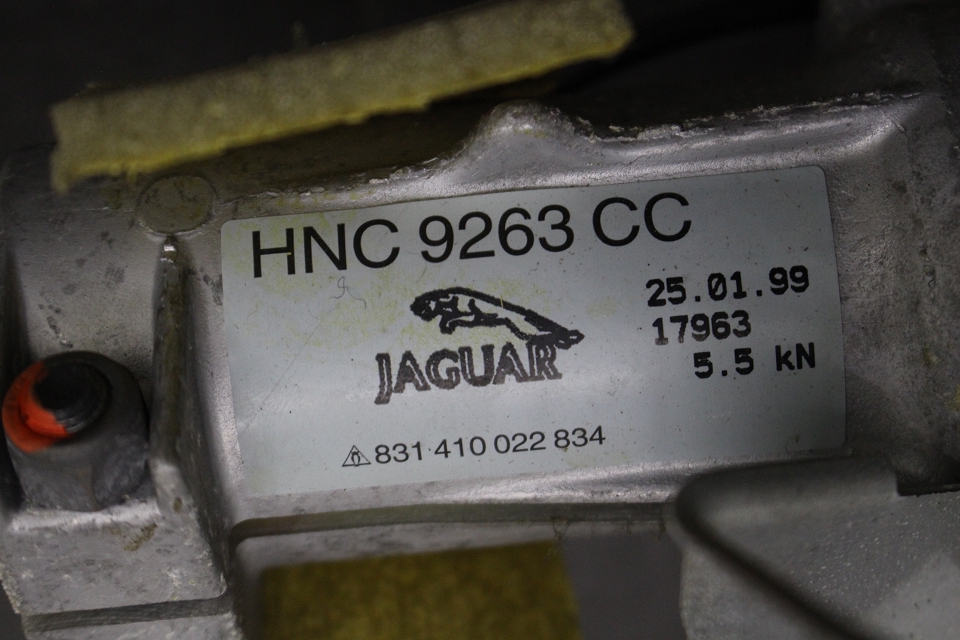 HNC 9263 CC
25.01.99
17963
5.5 kN
JAGUAR
831 410 022 834